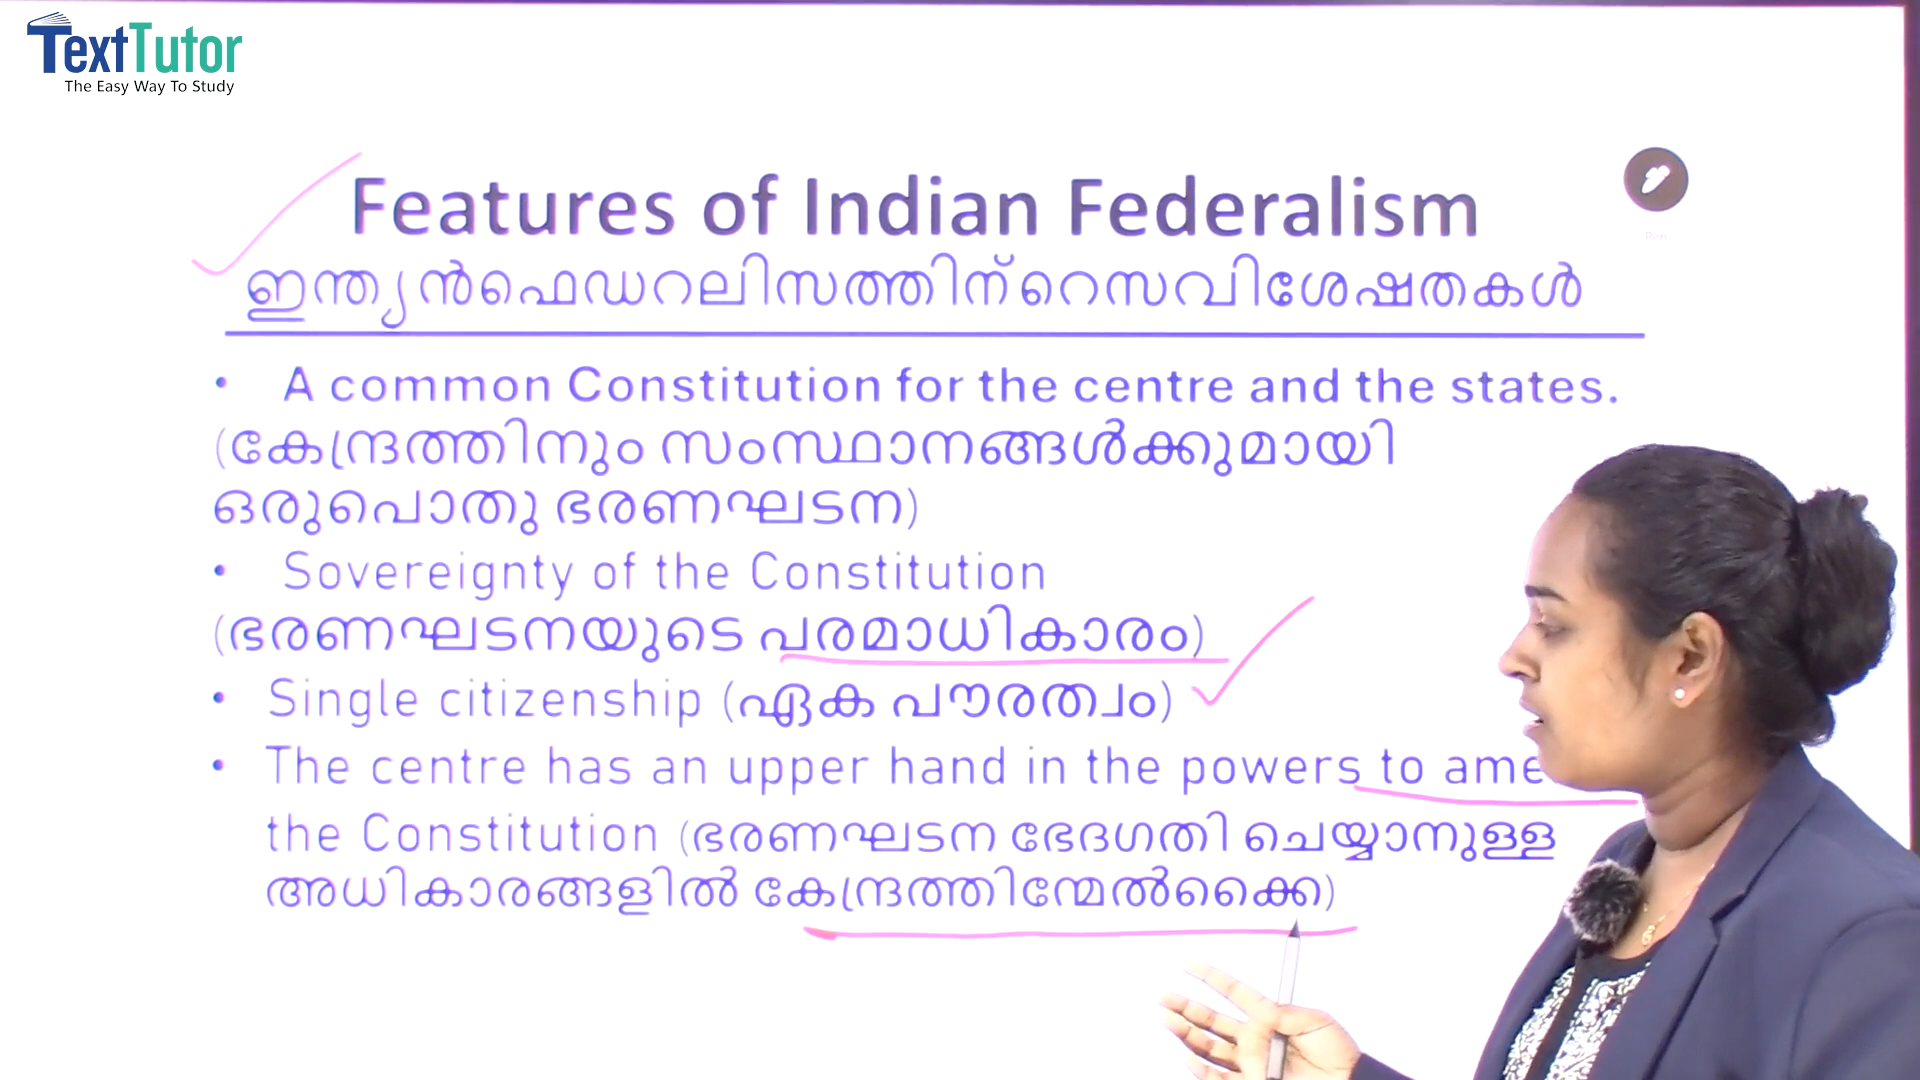 TextTutor
The Easy Way To Study
Features of Indian Federalism
ഇന്ത്യൻഫെഡറലിസത്തിന്റെസവിശേഷതകൾ
• A common Constitution for the centre and the states.
(കേന്ദ്രത്തിനും സംസ്ഥാനങ്ങൾക്കുമായി
ഒരുപൊതു ഭരണഘടന)
• Sovereignty of the Constitution
(ഭരണഘടനയുടെ പരമാധികാരം)
• Single citizenship (ഏക പൗരത്വം)
• The centre has an upper hand in the powers to ame
the Constitution (ഭരണഘടന ഭേദഗതി ചെയ്യാനുള്ള
അധികാരങ്ങളിൽ കേന്ദ്രത്തിന്മേൽക്കൈ)